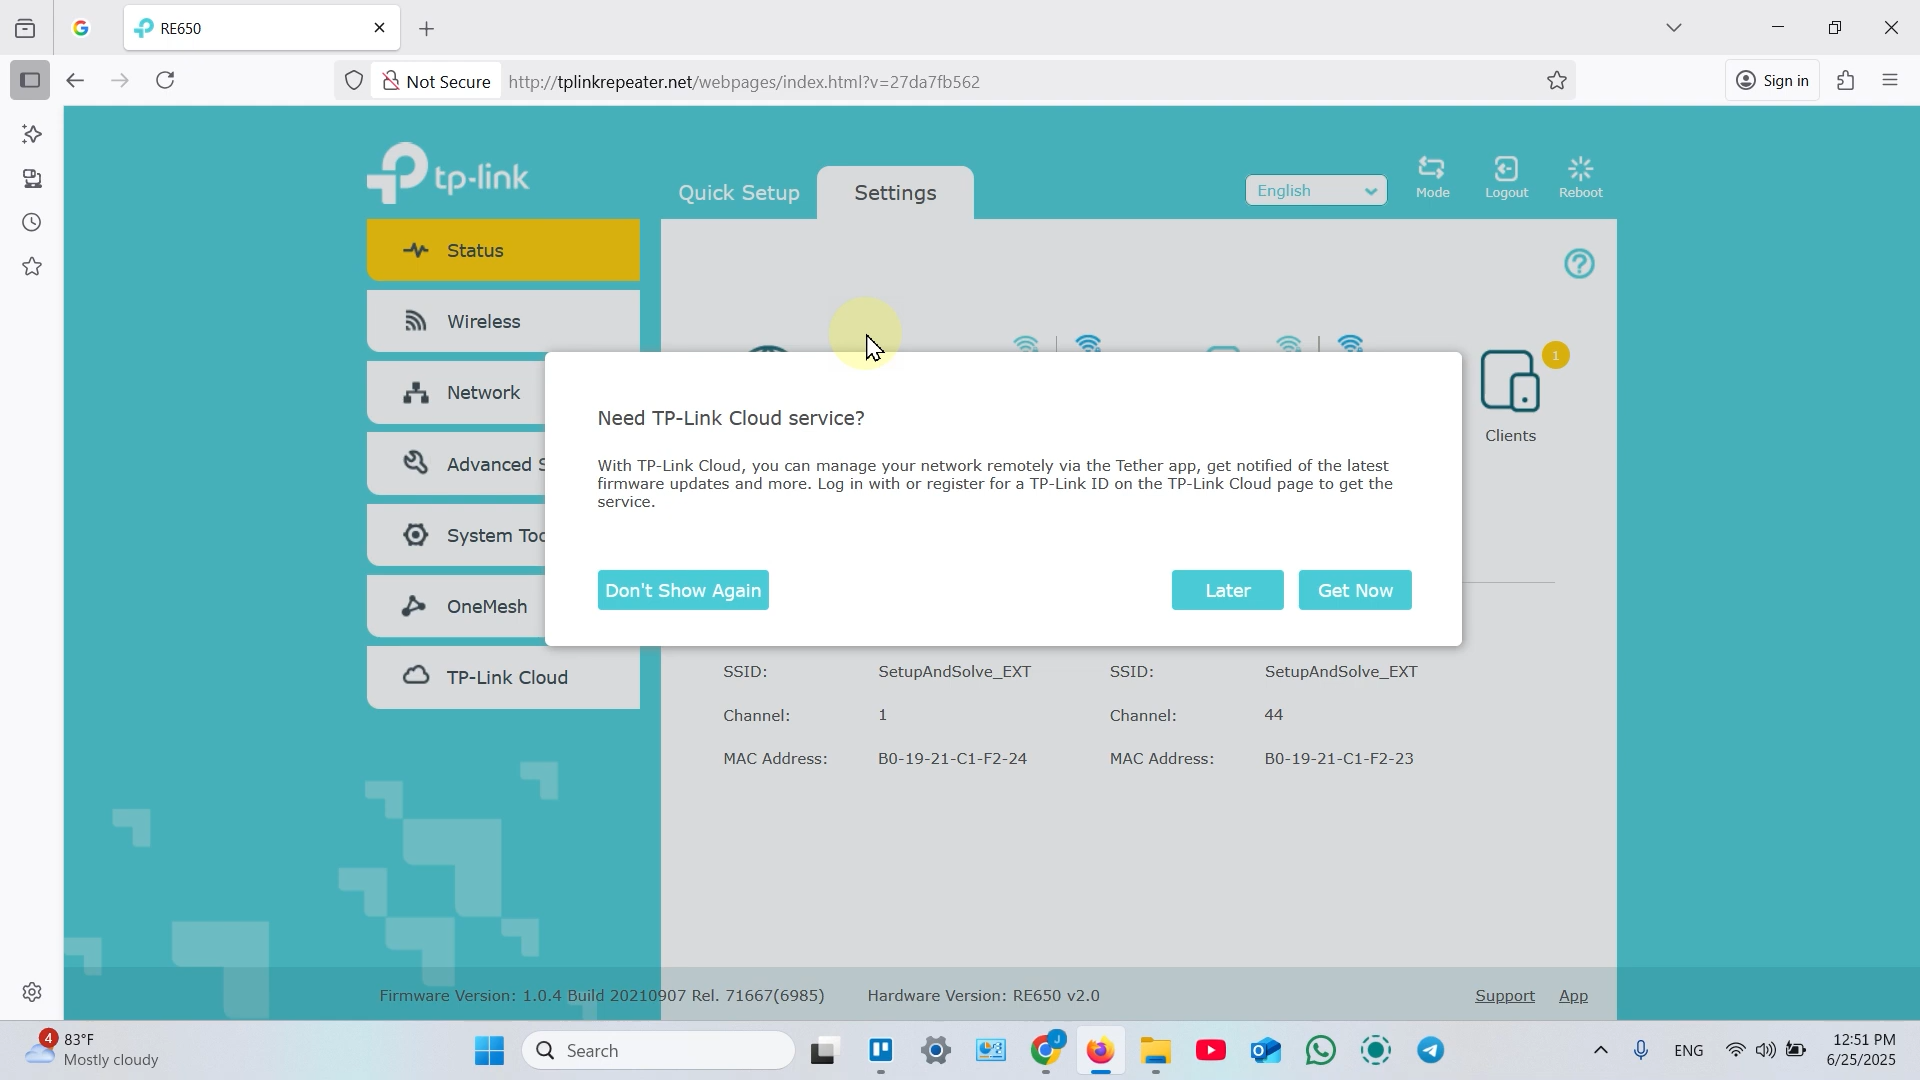 RE650
Not Secure
http://tplinkrepeater.net/webpages/index.html?v=27da7fb562
Sign in
tp-link
Quick Setup
Settings
English
Mode
Logout
Reboot
Status
Wireless
Network
Advanced S
System Too
OneMesh
TP-Link Cloud
1
Clients
Need TP-Link Cloud service?
With TP-Link Cloud, you can manage your network remotely via the Tether app, get notified of the latest
firmware updates and more. Log in with or register for a TP-Link ID on the TP-Link Cloud page to get the
service.
Don't Show Again
Later
Get Now
SSID: SetupAndSolve_EXT SSID: SetupAndSolve_EXT
Channel: 1 Channel: 44
MAC Address: B0-19-21-C1-F2-24 MAC Address: B0-19-21-C1-F2-23
Firmware Version: 1.0.4 Build 20210907 Rel. 71667(6985) Hardware Version: RE650 v2.0
Support App
4
83°F
Mostly cloudy
Search
J
ENG
12:51 PM
6/25/2025